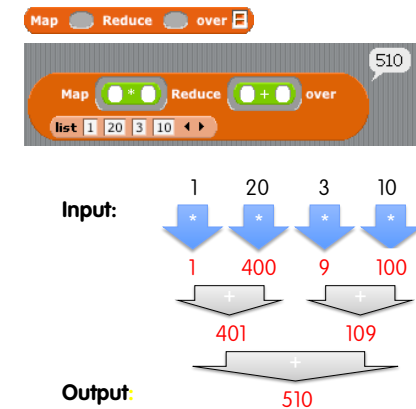 Map Reduce over
510
Map * Reduce + over
list 1 20 3 10
Input: 1 20 3 10
* * * *
1 400 9 100
+ +
401 109
+
Output: 510